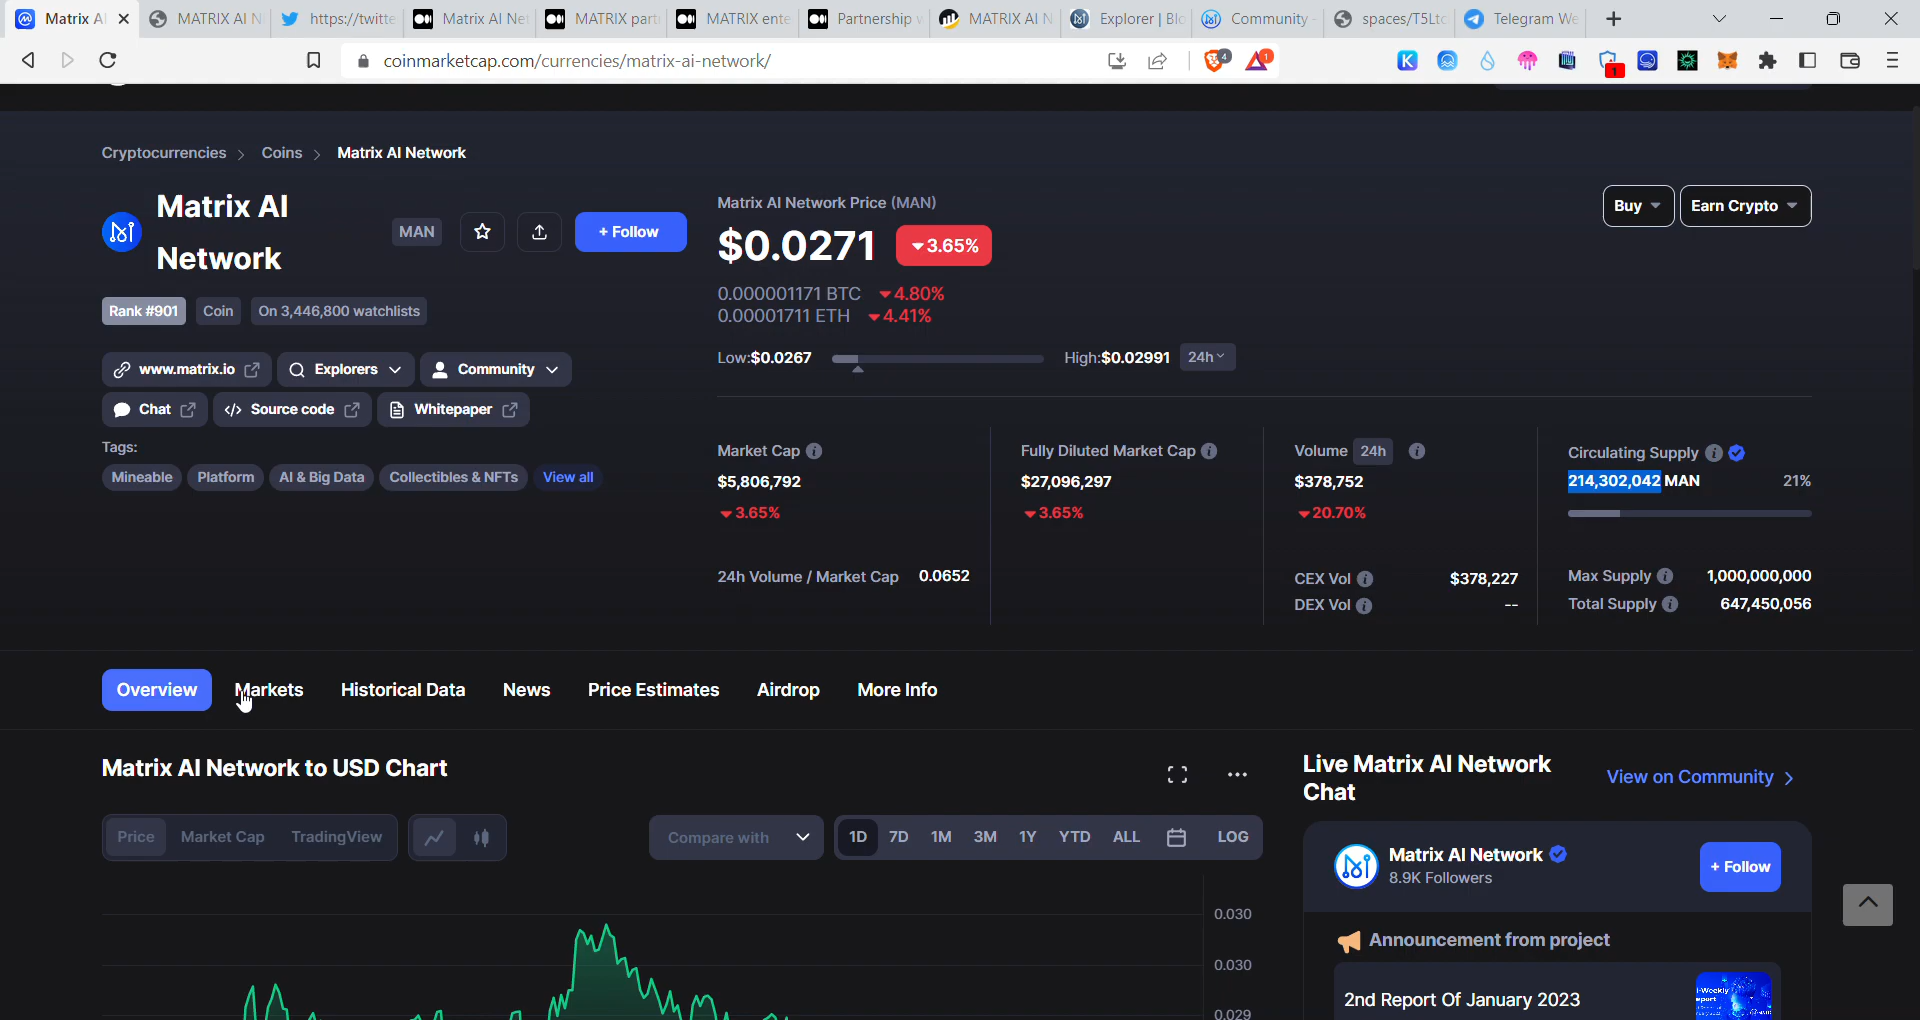 Matrix A
MATRIX AI N
https://twitte
Matrix AI Ne
MATRIX part
MATRIX ente
Partnership
MATRIX AI N
Explorer | Blo
Community
spaces/T5Ltc
Telegram We
coinmarketcap.com/currencies/matrix-ai-network/
4
1
1
Cryptocurrencies > Coins > Matrix AI Network
Matrix AI
Network
MAN
+ Follow
Rank #901
Coin
On 3,446,800 watchlists
www.matrix.io
Explorers
Community
Chat
Source code
Whitepaper
Tags:
Mineable
Platform
AI & Big Data
Collectibles & NFTs
View all
Matrix AI Network Price (MAN)
$0.0271
3.65%
0.000001171 BTC 4.80%
0.00001711 ETH 4.41%
Low:$0.0267
High:$0.02991
24h
Buy
Earn Crypto
Market Cap
$5,806,792
3.65%
24h Volume / Market Cap 0.0652
Fully Diluted Market Cap
$27,096,297
3.65%
Volume 24h
$378,752
20.70%
CEX Vol $378,227
DEX Vol --
Circulating Supply
214,302,042 MAN 21%
Max Supply 1,000,000,000
Total Supply 647,450,056
Overview
Markets
Historical Data
News
Price Estimates
Airdrop
More Info
Matrix AI Network to USD Chart
Price
Market Cap
TradingView
Compare with
1D
7D
1M
3M
1Y
YTD
ALL
LOG
0.030
0.030
0.029
Live Matrix AI Network
Chat
View on Community >
Matrix AI Network
8.9K Followers
+ Follow
Announcement from project
2nd Report Of January 2023